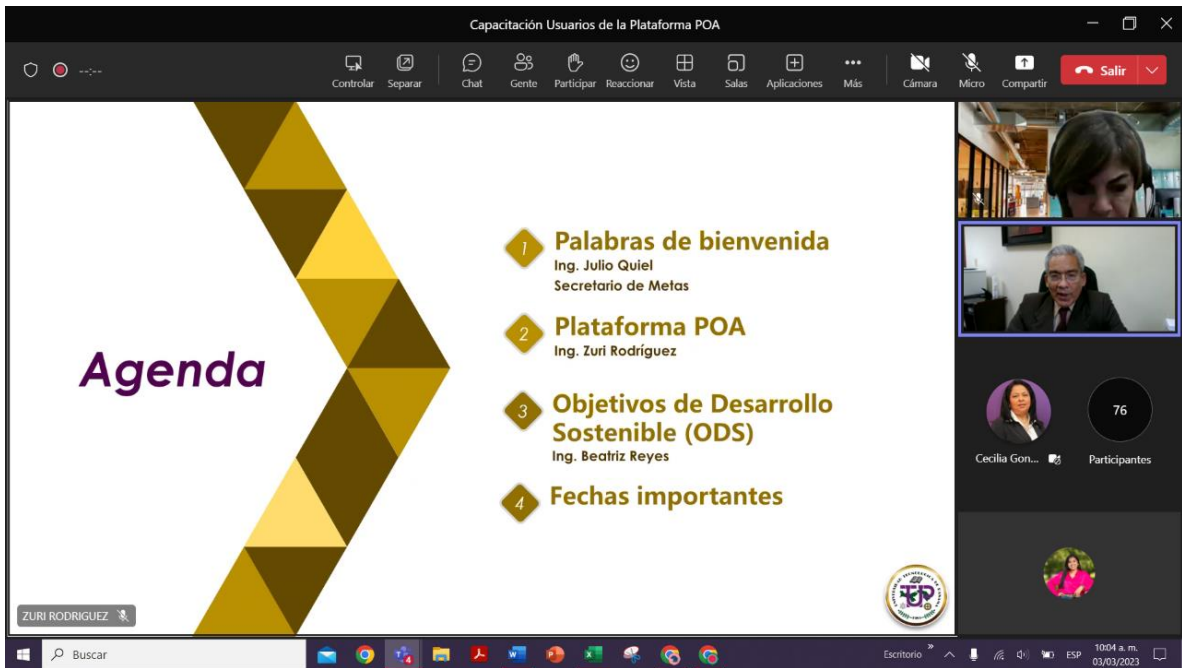 Capacitación Usuarios de la Plataforma POA
--:--
Controlar Separar Chat Gente Participar Reaccionar Vista Salas Aplicaciones Más Cámara Micro Compartir Salir
Agenda
1 Palabras de bienvenida
Ing. Julio Quiel
Secretario de Metas
2 Plataforma POA
Ing. Zuri Rodríguez
3 Objetivos de Desarrollo
Sostenible (ODS)
Ing. Beatriz Reyes
4 Fechas importantes
ZURI RODRIGUEZ
76
Cecilia Gon... Participantes
UTP
Buscar
Escritorio
ESP
10:04 a. m.
03/03/2023